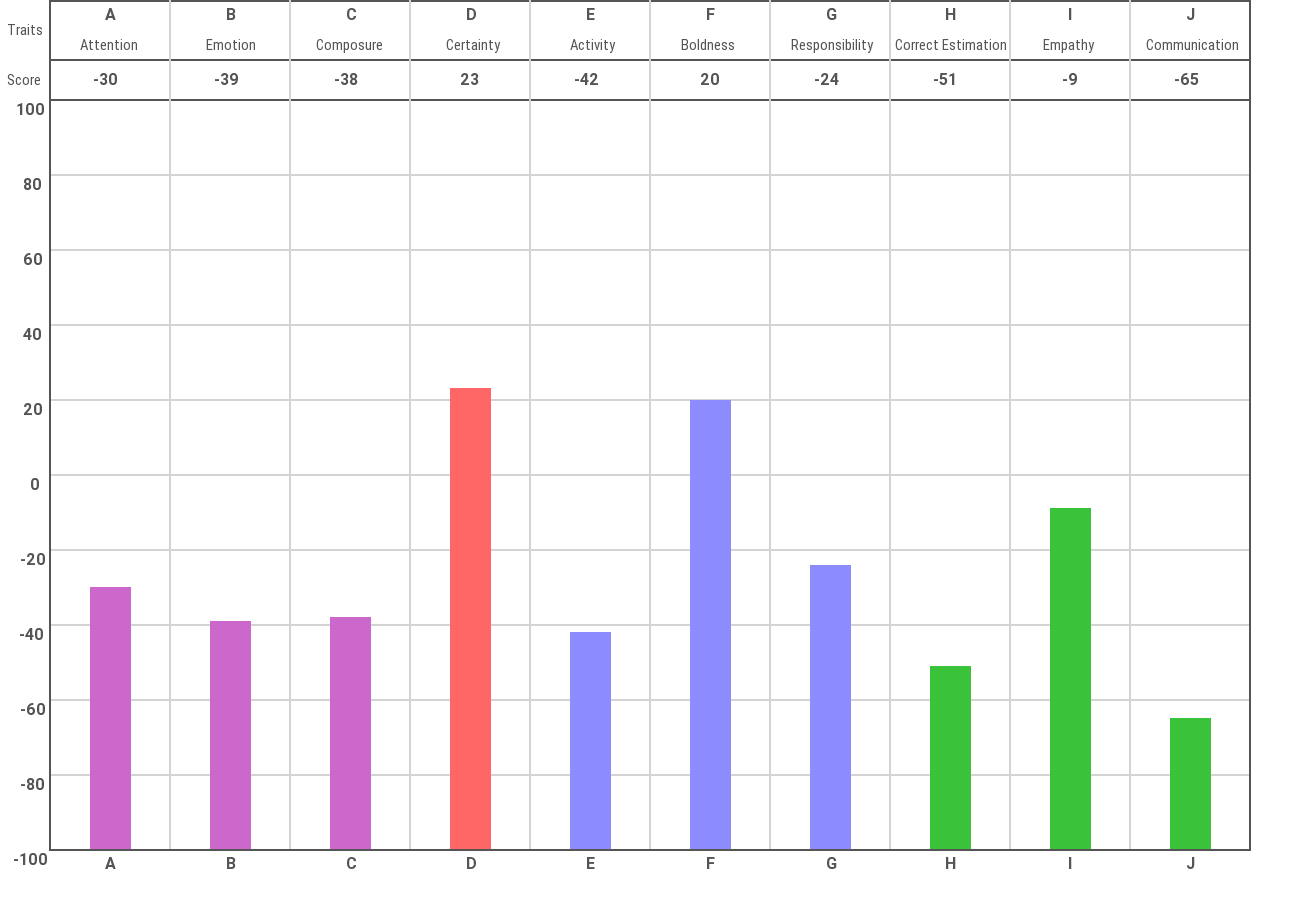 Traits A B C D E F G H I J
Attention Emotion Composure Certainty Activity Boldness Responsibility Correct Estimation Empathy Communication
Score -30 -39 -38 23 -42 20 -24 -51 -9 -65
100
80
60
40
20
0
-20
-40
-60
-80
-100
A B C D E F G H I J